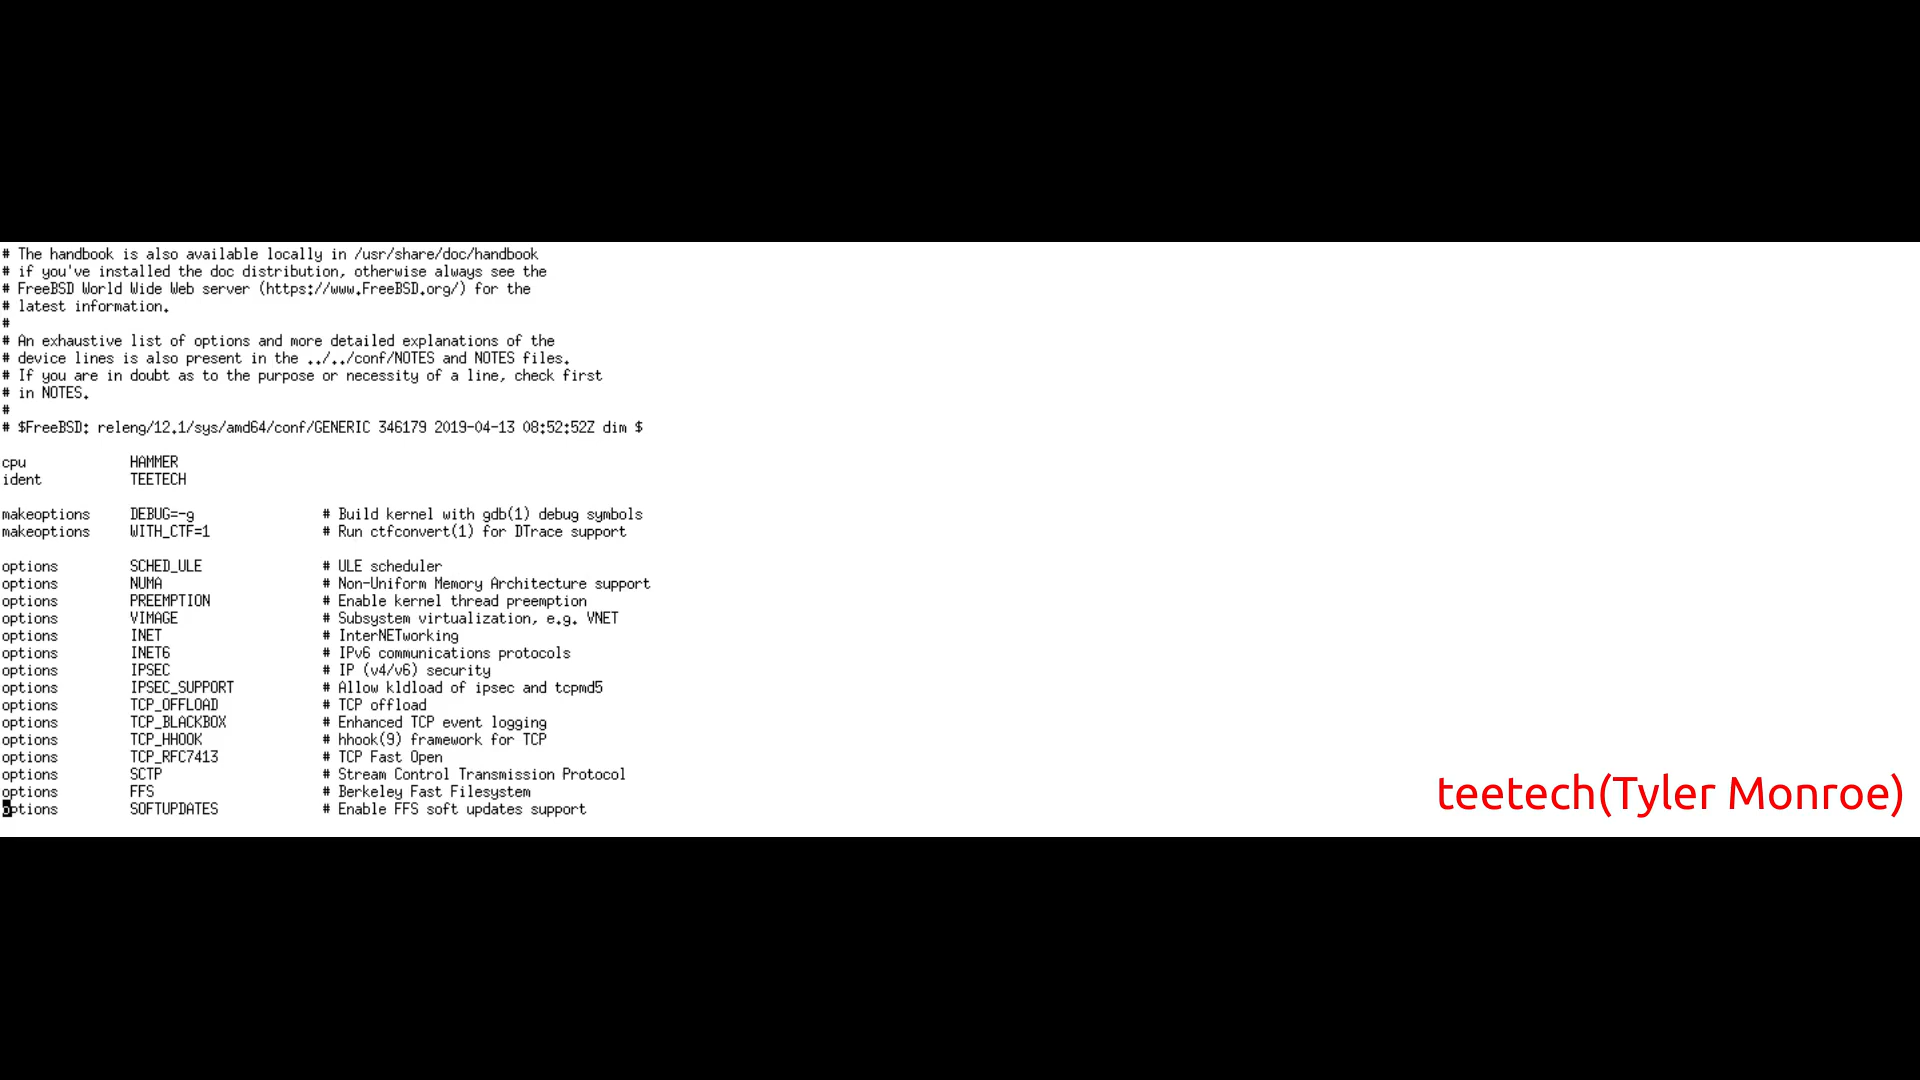 # The handbook is also available locally in /usr/share/doc/handbook
# if you've installed the doc distribution, otherwise always see the
# FreeBSD World Wide Web server (https://www.FreeBSD.org/) for the
# latest information.
#
# An exhaustive list of options and more detailed explanations of the
# device lines is also present in the ../../conf/NOTES and NOTES files.
# If you are in doubt as to the purpose or necessity of a line, check first
# in NOTES.
#
# $FreeBSD: releng/12.1/sys/amd64/conf/GENERIC 346179 2019-04-13 08:52:52Z dim $
cpu HAMMER
ident TEETECH
makeoptions DEBUG=-g # Build kernel with gdb(1) debug symbols
makeoptions WITH_CTF=1 # Run ctfconvert(1) for DTrace support
options SCHED_ULE # ULE scheduler
options NUMA # Non-Uniform Memory Architecture support
options PREEMPTION # Enable kernel thread preemption
options VIMAGE # Subsystem virtualization, e.g. VNET
options INET # InterNETworking
options INET6 # IPv6 communications protocols
options IPSEC # IP (v4/v6) security
options IPSEC_SUPPORT # Allow kldload of ipsec and tcpmd5
options TCP_OFFLOAD # TCP offload
options TCP_BLACKBOX # Enhanced TCP event logging
options TCP_HHOOK # hhook(9) framework for TCP
options TCP_RFC7413 # TCP Fast Open
options SCTP # Stream Control Transmission Protocol
options FFS # Berkeley Fast Filesystem
options SOFTUPDATES # Enable FFS soft updates support
teetech(Tyler Monroe)